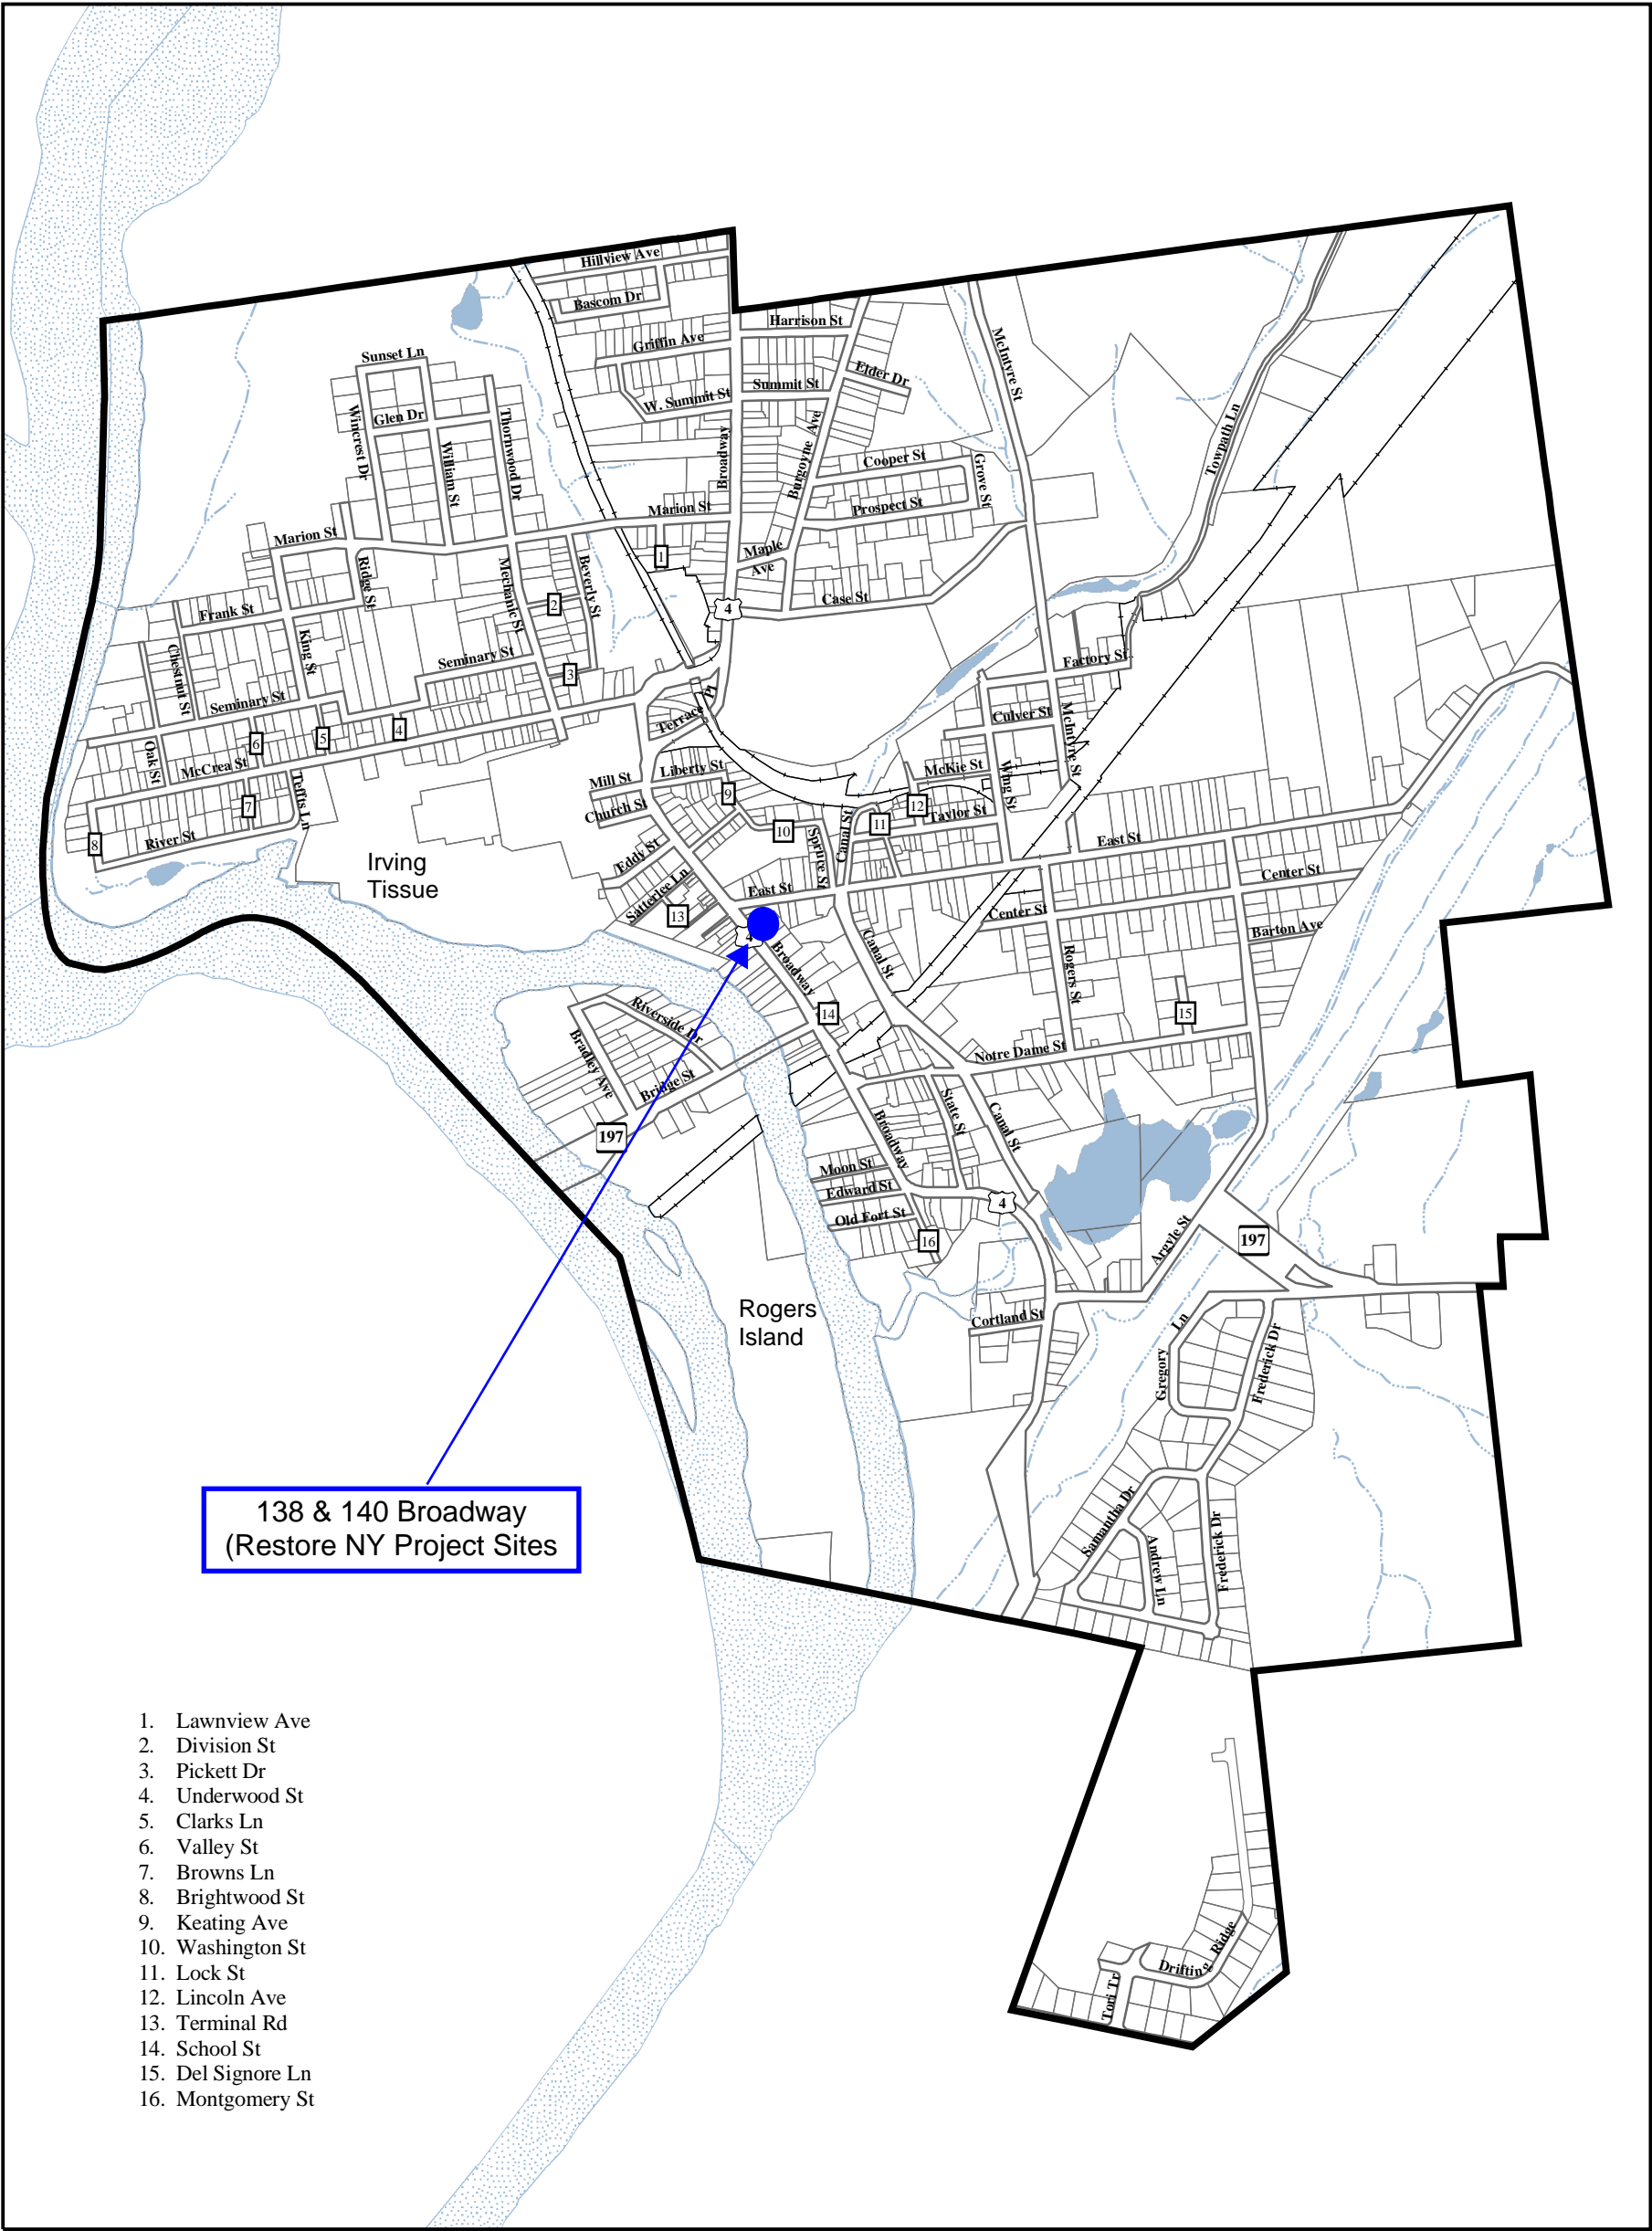 Hillview Ave
Bascom Dr
Harrison St
Griffin Ave
Sunset Ln
McIntyre St
Elder Dr
Summit St
W. Summit St
Glen Dr
Wincrest Dr
Thornwood Dr
William St
Broadway
Burgoyne Ave
Towpath Ln
Cooper St
Grove St
Prospect St
Marion St
Marion St
Maple
Ave
1
Ridge St
Mechanic St
Beverly St
2
Case St
4
Frank St
King St
Chestnut St
Seminary St
Factory St
3
Seminary St
Terrace Pl
Culver St
McIntyre St
Oak St
6
5
4
McCrea St
Teffts Ln
Mill St
Liberty St
McKie St
Wing St
Church St
9
7
12
Taylor St
11
10
Canal St
Spruce St
8
River St
East St
Eddy St
Irving
Tissue
Satterlee Ln
East St
Center St
13
Center St
Barton Ave
4
Broadway
Canal St
Rogers St
Riverside Dr
14
15
Bradley Ave
Bridge St
Notre Dame St
197
State St
Canal St
Broadway
Moon St
Edward St
4
Old Fort St
16
Argyle St
197
Rogers
Island
Cortland St
Gregory Ln
Frederick Dr
138 & 140 Broadway
(Restore NY Project Sites
Samantha Dr
Andrew Ln
Frederick Dr
Drifting Ridge
Tori Tr
1. Lawnview Ave
2. Division St
3. Pickett Dr
4. Underwood St
5. Clarks Ln
6. Valley St
7. Browns Ln
8. Brightwood St
9. Keating Ave
10. Washington St
11. Lock St
12. Lincoln Ave
13. Terminal Rd
14. School St
15. Del Signore Ln
16. Montgomery St